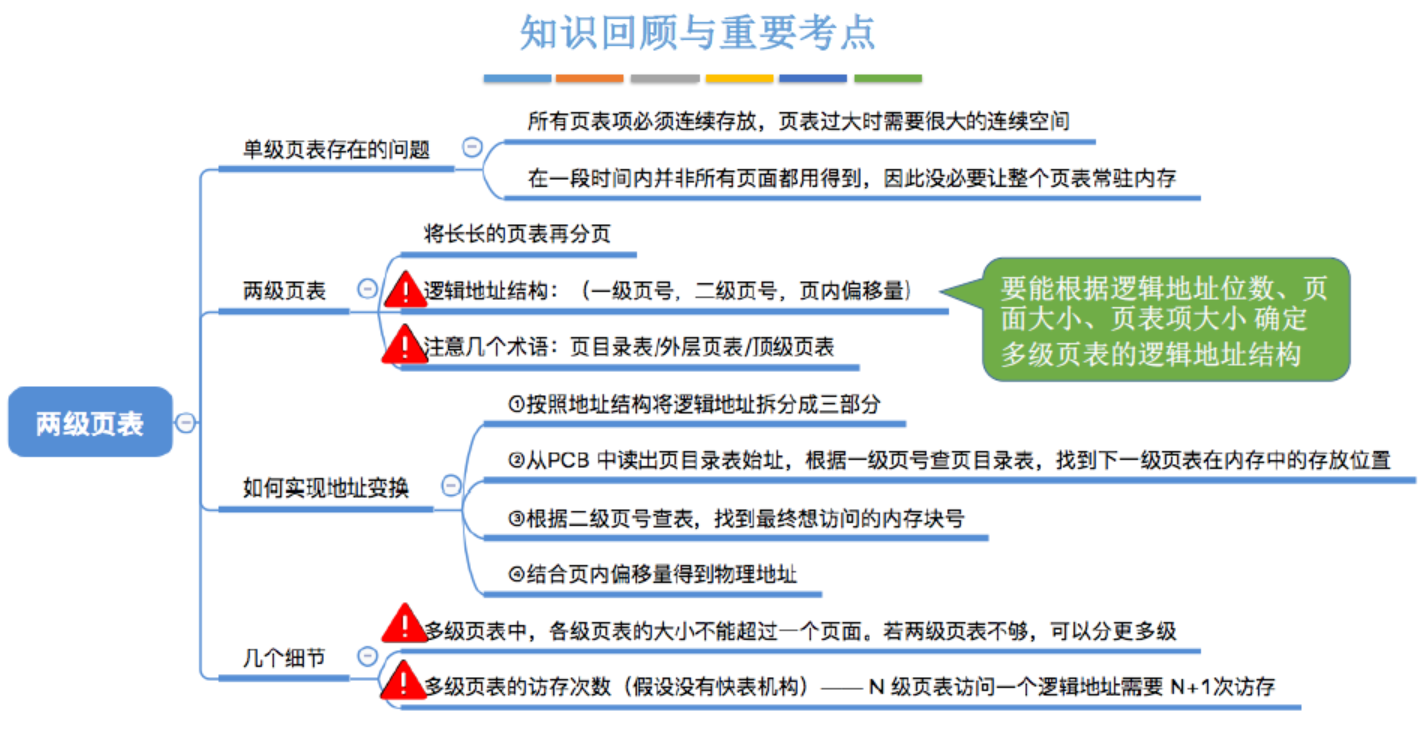 知识回顾与重要考点
单级页表存在的问题
所有页表项必须连续存放，页表过大时需要很大的连续空间
在一段时间内并非所有页面都用得到，因此没必要让整个页表常驻内存
两级页表
将长长的页表再分页
逻辑地址结构：（一级页号，二级页号，页内偏移量）
要能根据逻辑地址位数、页
面大小、页表项大小 确定
多级页表的逻辑地址结构
注意几个术语：页目录表/外层页表/顶级页表
两级页表
如何实现地址变换
①按照地址结构将逻辑地址拆分成三部分
②从PCB 中读出页目录表始址，根据一级页号查页目录表，找到下一级页表在内存中的存放位置
③根据二级页号查表，找到最终想访问的内存块号
④结合页内偏移量得到物理地址
几个细节
多级页表中，各级页表的大小不能超过一个页面。若两级页表不够，可以分更多级
多级页表的访存次数（假设没有快表机构）—— N 级页表访问一个逻辑地址需要 N+1次访存